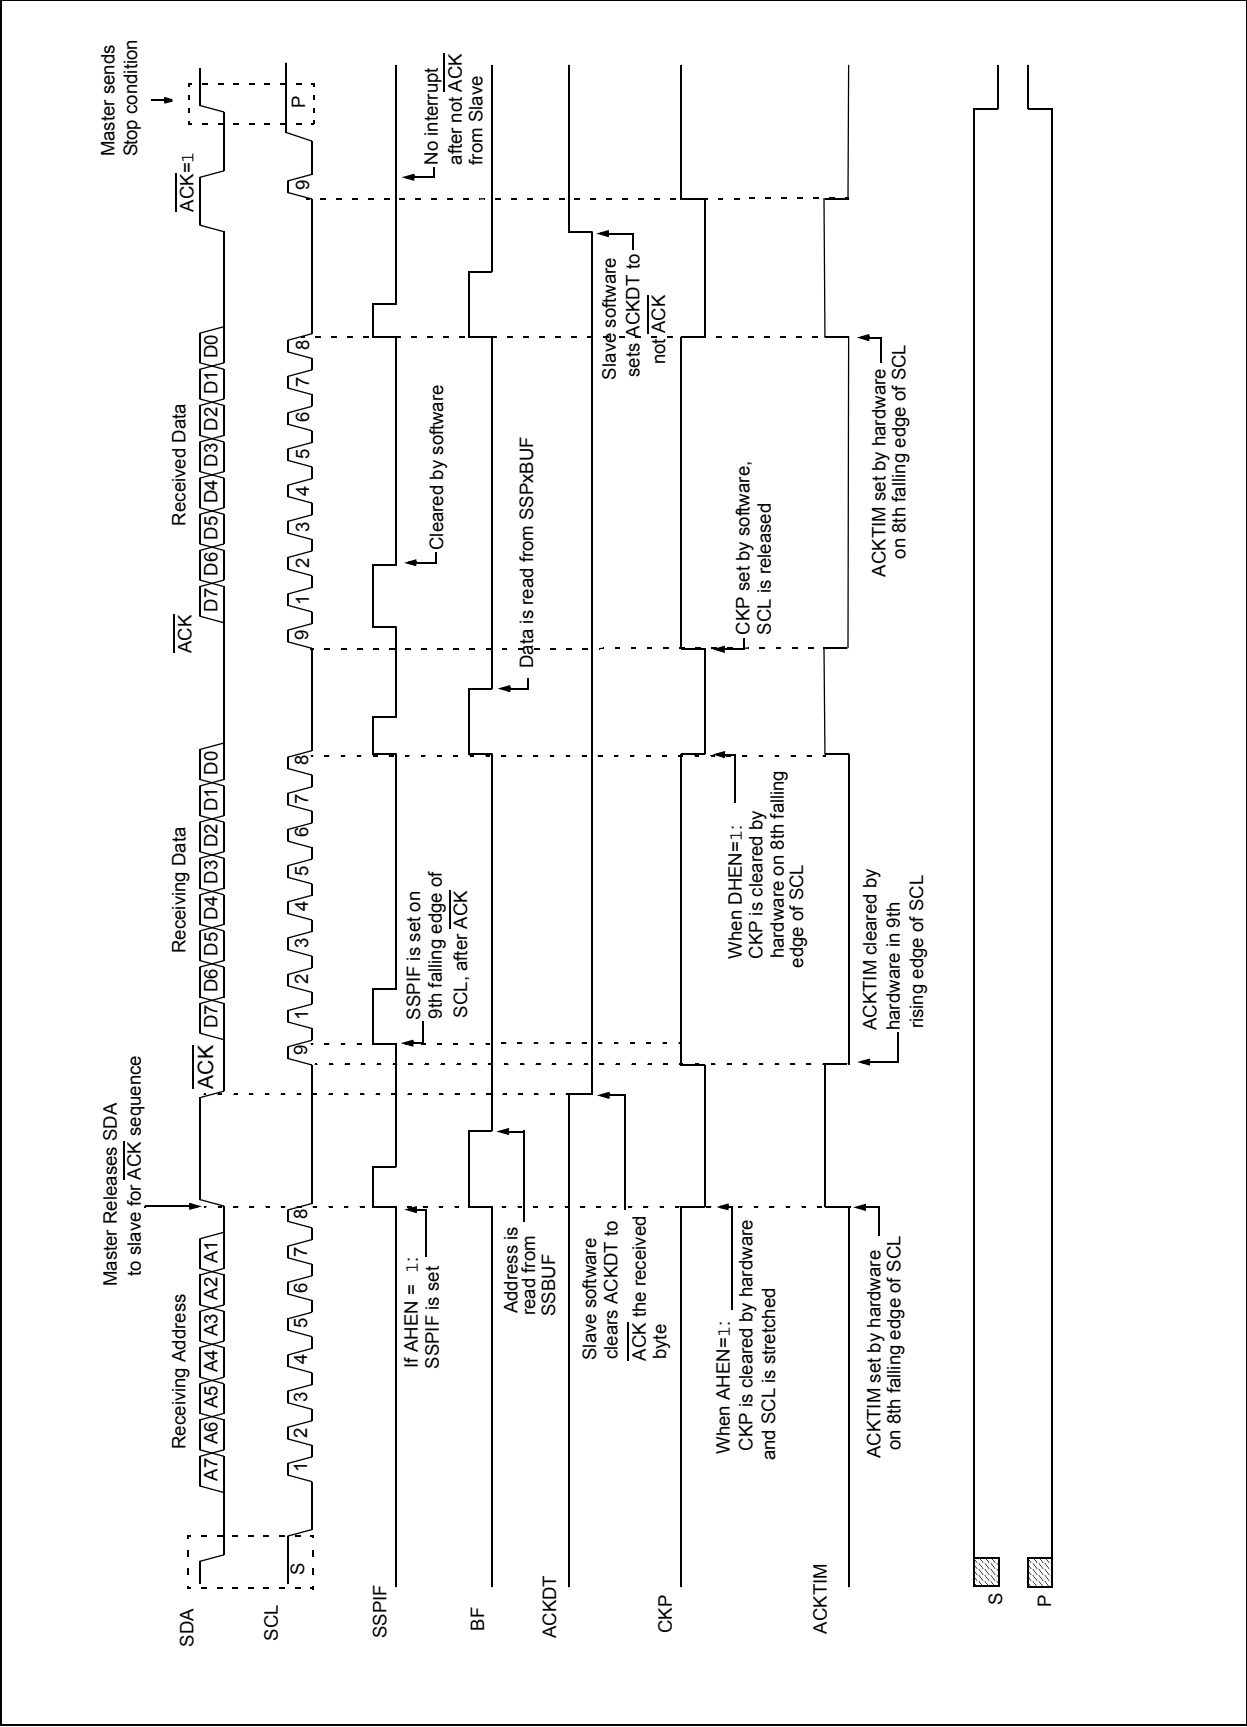 Master Releases SDA
to slave for ACK sequence
Master sends
Stop condition
Receiving Address
Receiving Data
Received Data
ACK
ACK
ACK=1
SDA
A7 A6 A5 A4 A3 A2 A1
D7 D6 D5 D4 D3 D2 D1 D0
D7 D6 D5 D4 D3 D2 D1 D0
SCL
S
1 2 3 4 5 6 7 8 9
1 2 3 4 5 6 7 8 9
1 2 3 4 5 6 7 8 9
P
SSPIF
If AHEN = 1:
SSPIF is set
SSPIF is set on
9th falling edge of
SCL, after ACK
Cleared by software
No interrupt
after not ACK
from Slave
BF
Address is
read from
SSBUF
Data is read from SSPxBUF
ACKDT
Slave software
clears ACKDT to
ACK the received
byte
Slave software
sets ACKDT to
not ACK
CKP
When AHEN=1:
CKP is cleared by hardware
and SCL is stretched
When DHEN=1:
CKP is cleared by
hardware on 8th falling
edge of SCL
CKP set by software,
SCL is released
ACKTIM
ACKTIM set by hardware
on 8th falling edge of SCL
ACKTIM cleared by
hardware in 9th
rising edge of SCL
ACKTIM set by hardware
on 8th falling edge of SCL
S
P